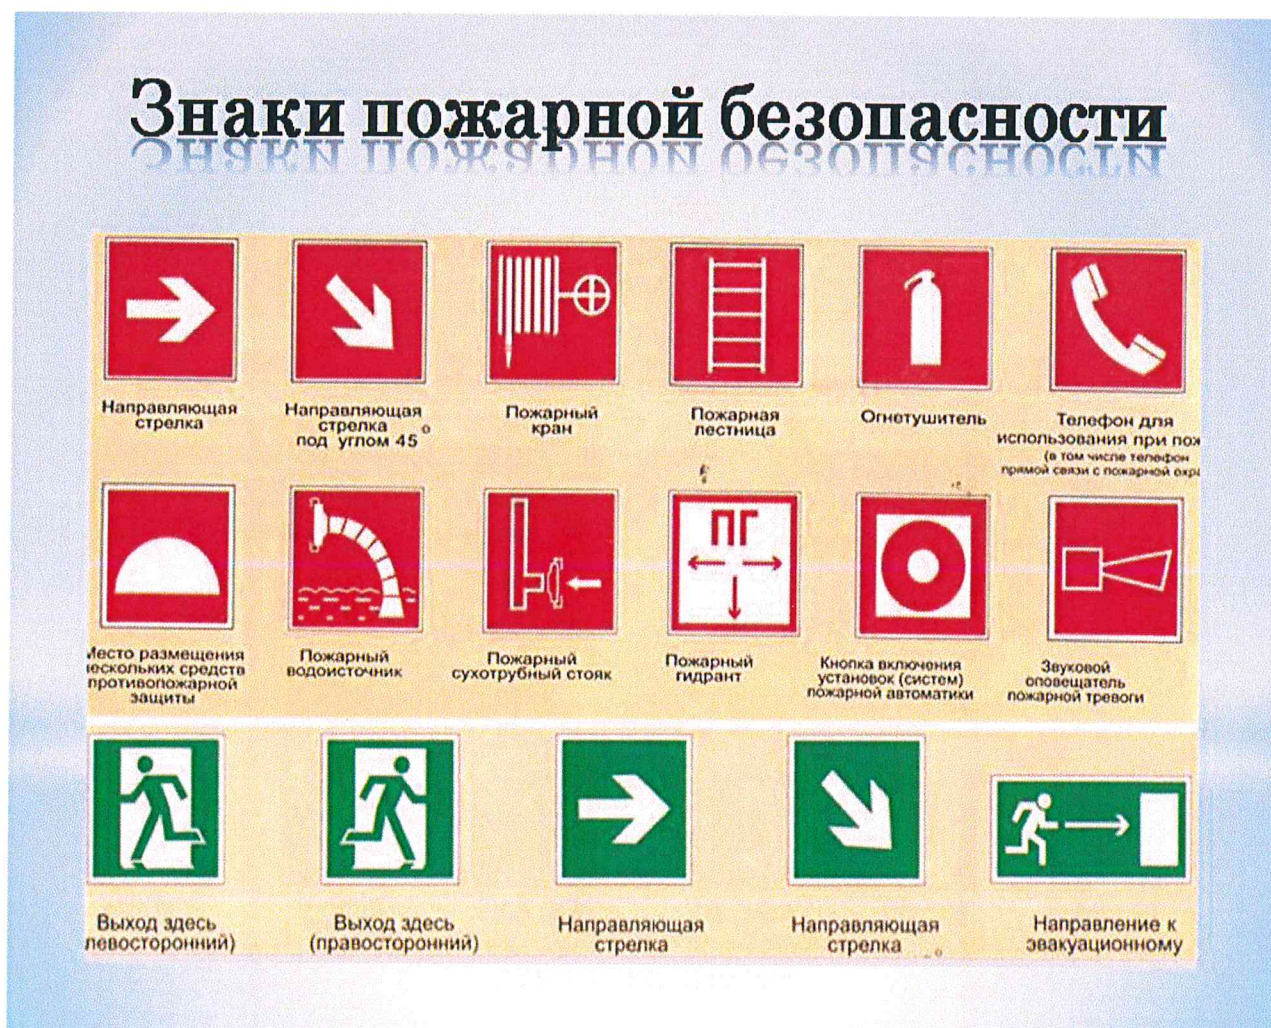 Знаки пожарной безопасности
Направляющая
стрелка
Направляющая
стрелка
под углом 45°
Пожарный
кран
Пожарная
лестница
Огнетушитель
Телефон для
использования при пож
(в том числе телефон
прямой связи с пожарной охра
ПГ
Место размещения
нескольких средств
противопожарной
защиты
Пожарный
водоисточник
Пожарный
сухотрубный стояк
Пожарный
гидрант
Кнопка включения
установок (систем)
пожарной автоматики
Звуковой
оповещатель
пожарной тревоги
Выход здесь
левосторонний)
Выход здесь
(правосторонний)
Направляющая
стрелка
Направляющая
стрелка
Направление к
эвакуационному